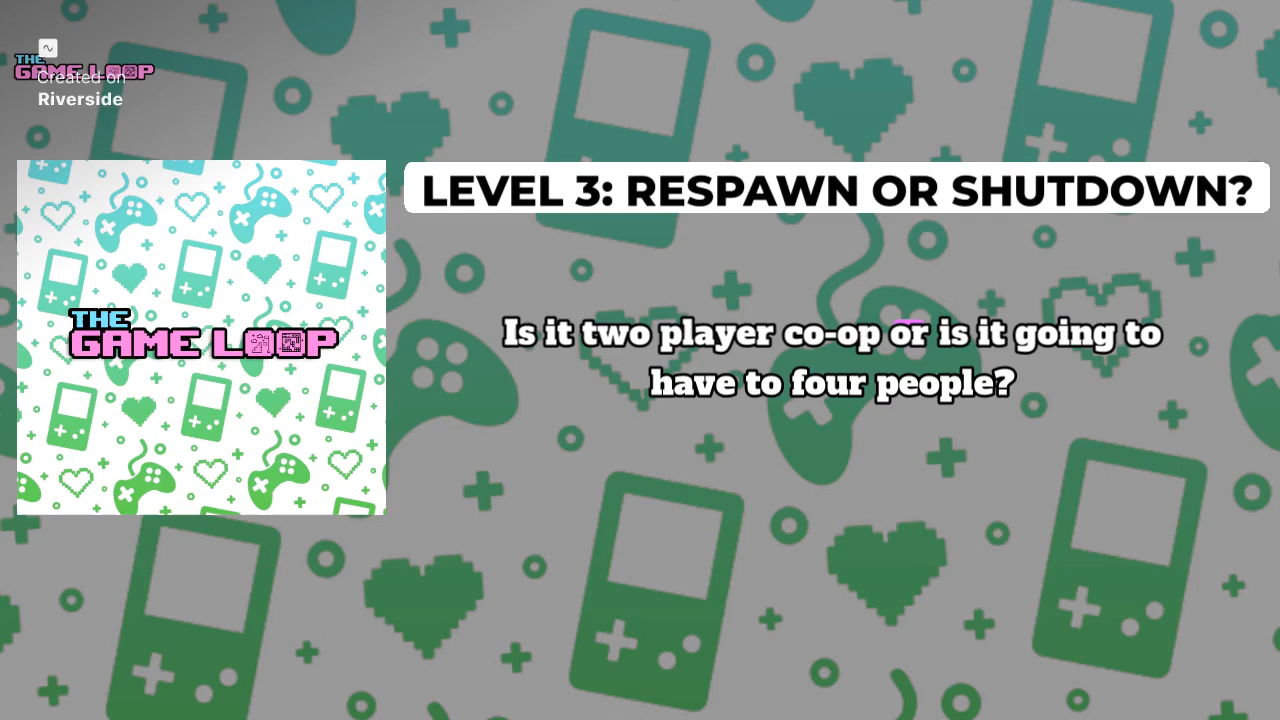 THE
GAME LOOP
Created on
Riverside
LEVEL 3: RESPAWN OR SHUTDOWN?
THE
GAME LOOP
Is it two player co-op or is it going to
have to four people?